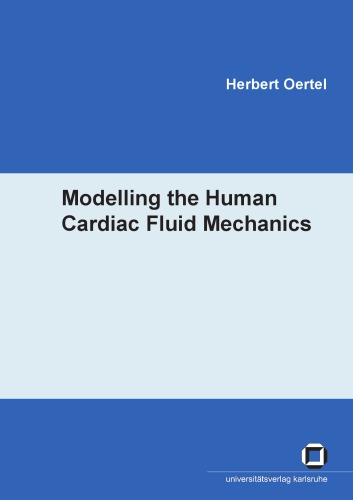 Herbert Oertel
Modelling the Human
Cardiac Fluid Mechanics
universitätsverlag karlsruhe